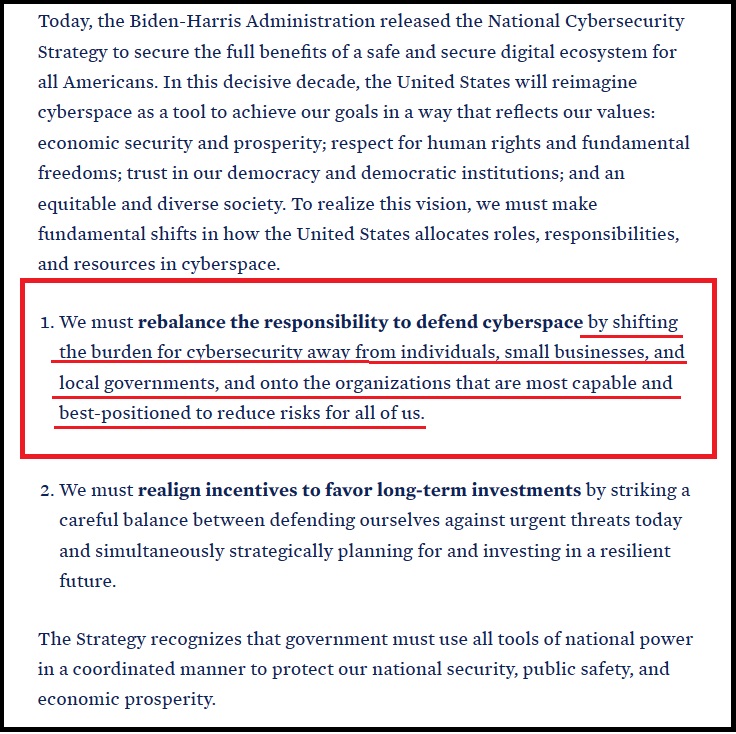 Today, the Biden-Harris Administration released the National Cybersecurity
Strategy to secure the full benefits of a safe and secure digital ecosystem for
all Americans. In this decisive decade, the United States will reimagine
cyberspace as a tool to achieve our goals in a way that reflects our values:
economic security and prosperity; respect for human rights and fundamental
freedoms; trust in our democracy and democratic institutions; and an
equitable and diverse society. To realize this vision, we must make
fundamental shifts in how the United States allocates roles, responsibilities,
and resources in cyberspace.
1. We must rebalance the responsibility to defend cyberspace by shifting
the burden for cybersecurity away from individuals, small businesses, and
local governments, and onto the organizations that are most capable and
best-positioned to reduce risks for all of us.
2. We must realign incentives to favor long-term investments by striking a
careful balance between defending ourselves against urgent threats today
and simultaneously strategically planning for and investing in a resilient
future.
The Strategy recognizes that government must use all tools of national power
in a coordinated manner to protect our national security, public safety, and
economic prosperity.